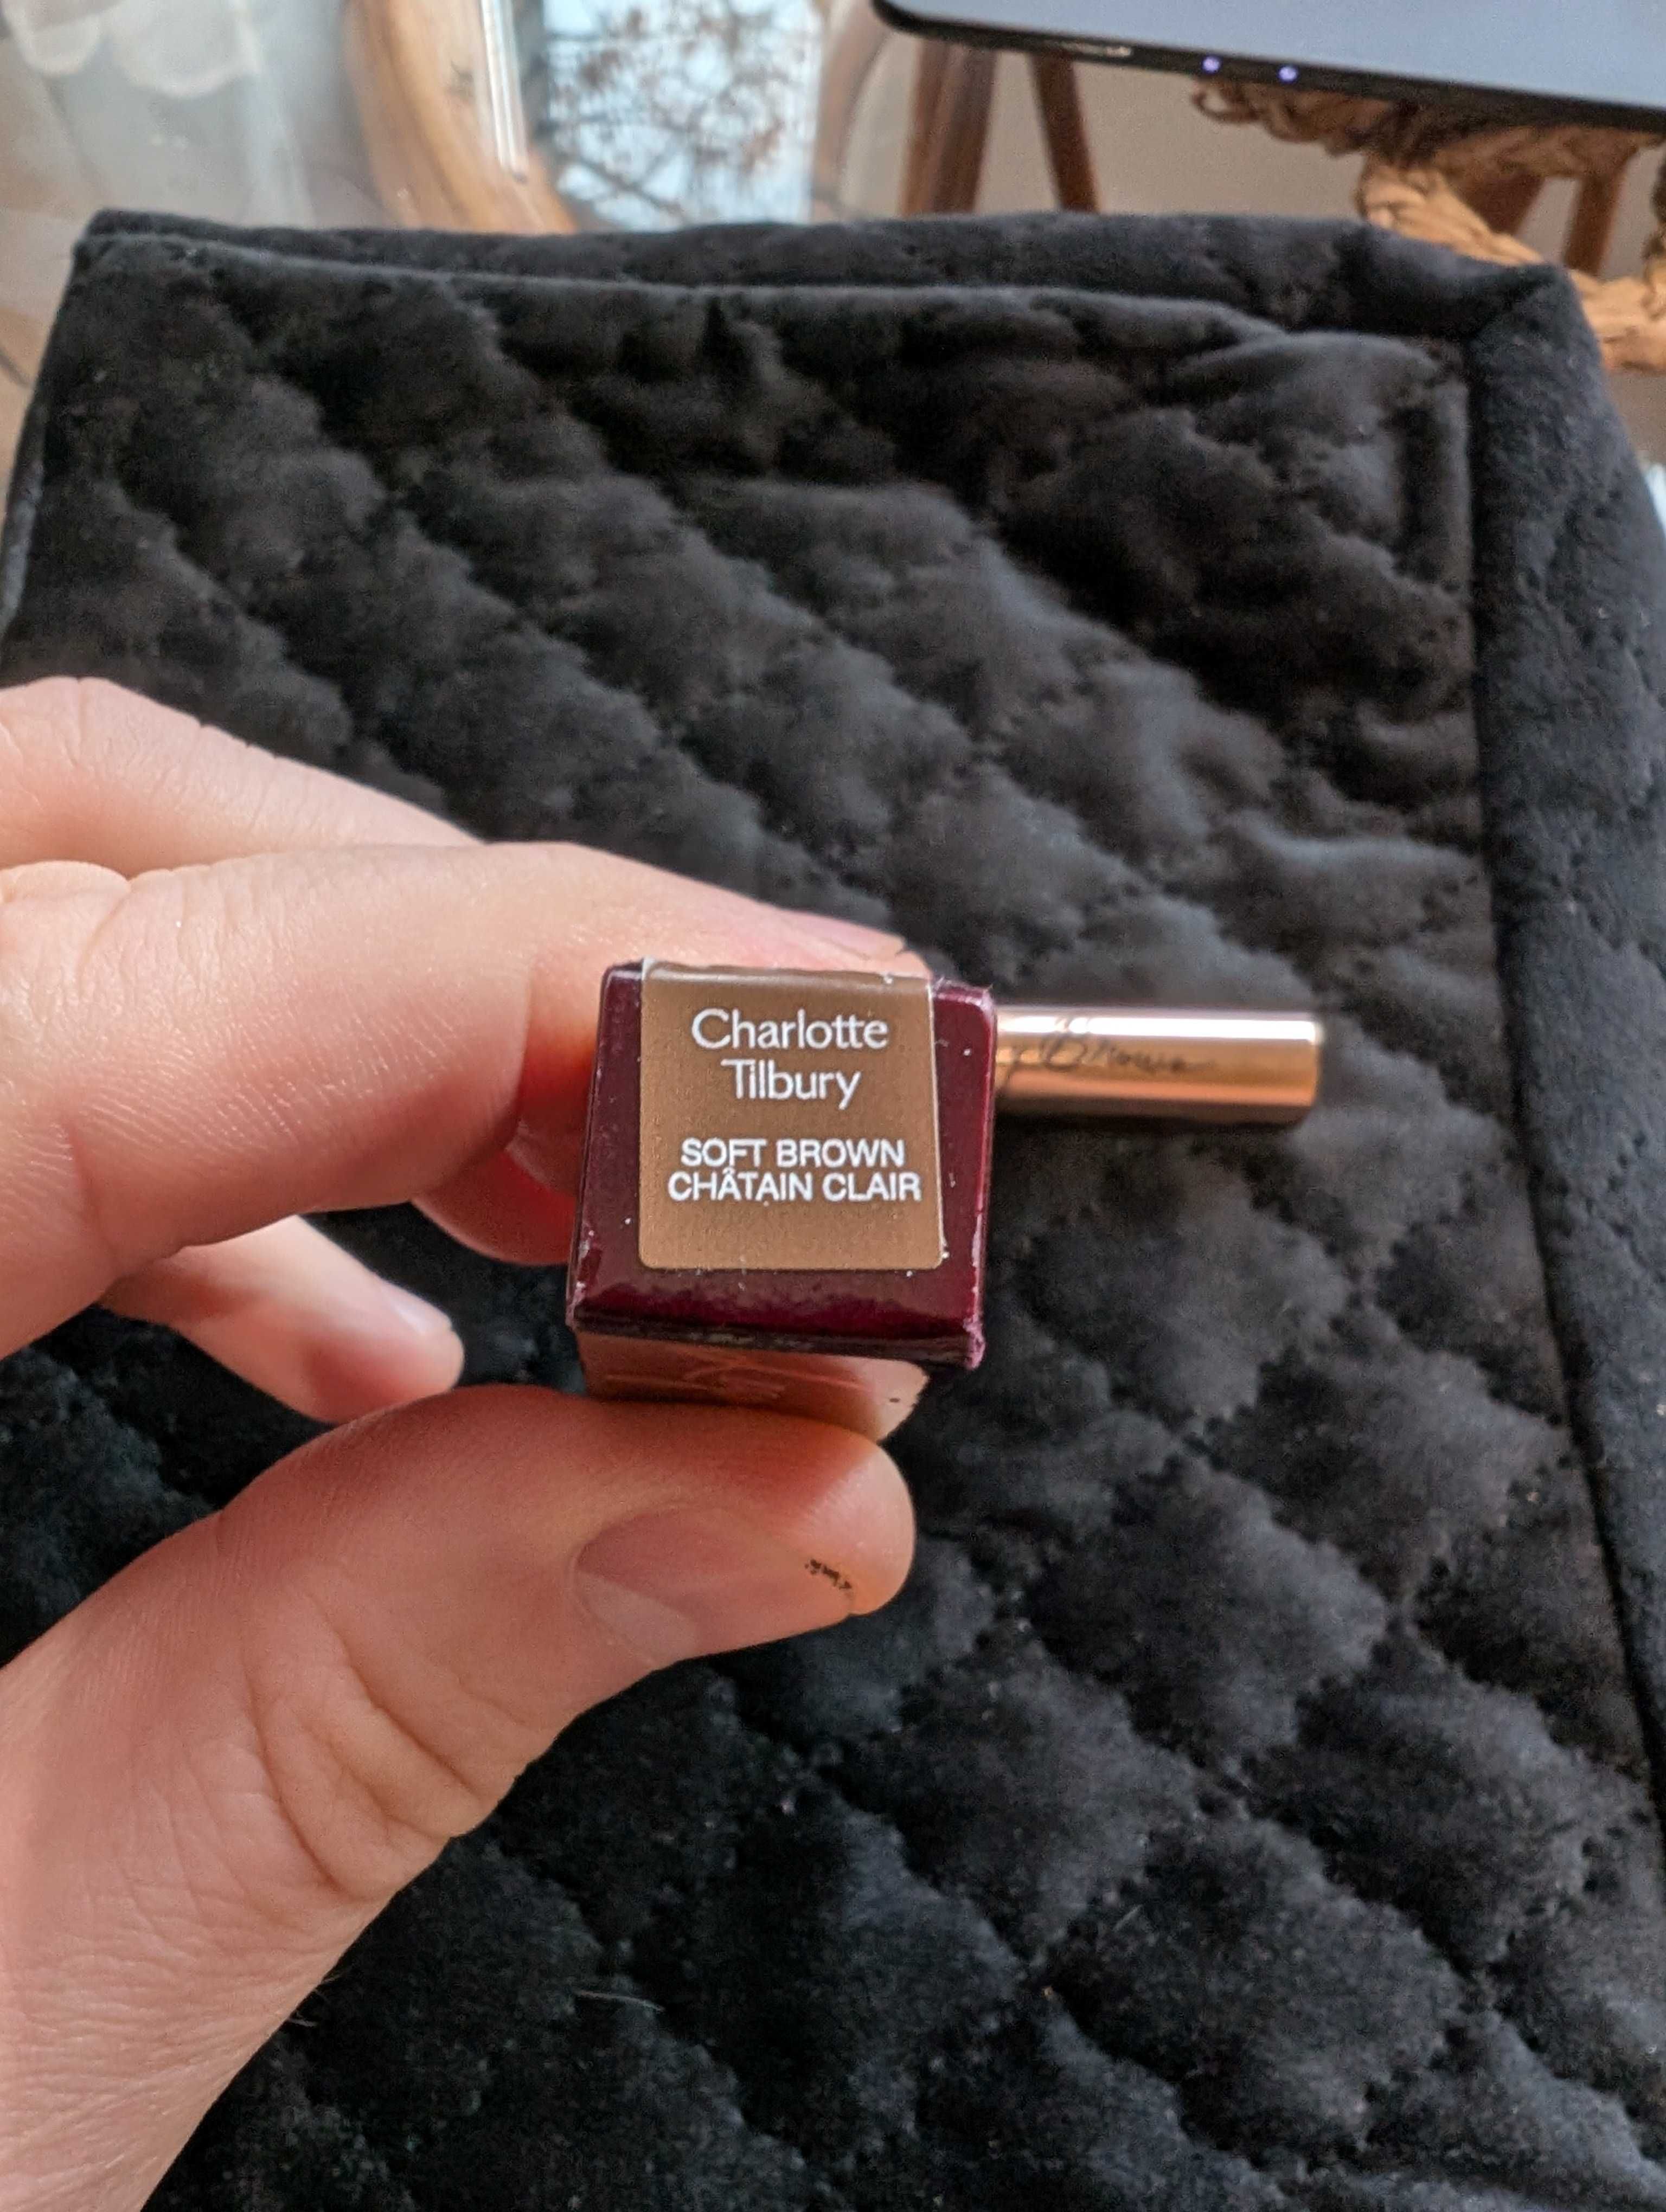 Charlotte
Tilbury
SOFT BROWN
CHÂTAIN CLAIR